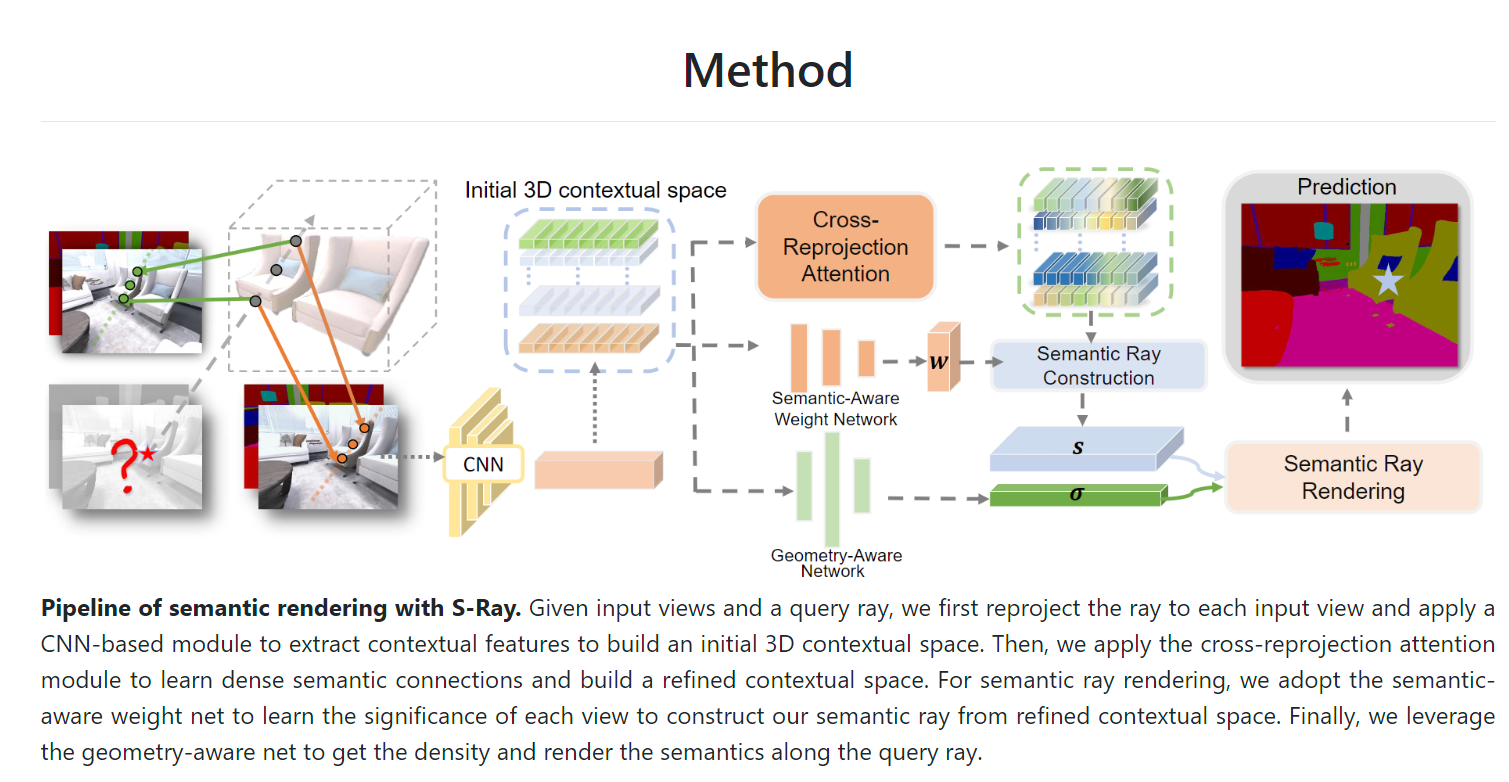 Method
Initial 3D contextual space
Cross-
Reprojection
Attention
Prediction
Semantic-Aware
Weight Network
w
Semantic Ray
Construction
?
CNN
s
σ
Semantic Ray
Rendering
Geometry-Aware
Network
Pipeline of semantic rendering with S-Ray. Given input views and a query ray, we first reproject the ray to each input view and apply a
CNN-based module to extract contextual features to build an initial 3D contextual space. Then, we apply the cross-reprojection attention
module to learn dense semantic connections and build a refined contextual space. For semantic ray rendering, we adopt the semantic-
aware weight net to learn the significance of each view to construct our semantic ray from refined contextual space. Finally, we leverage
the geometry-aware net to get the density and render the semantics along the query ray.